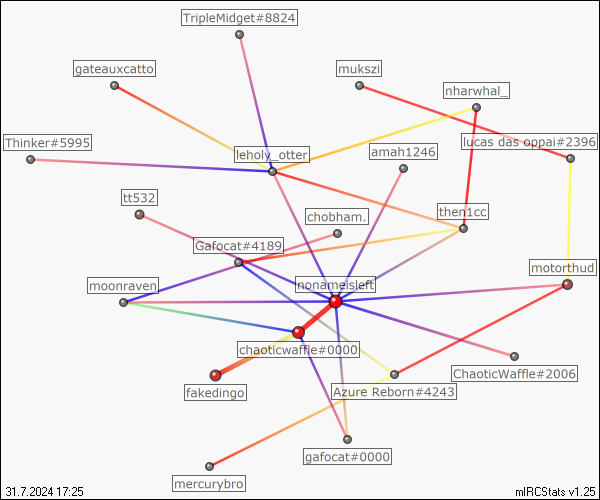 TripleMidget#8824
gateauxcatto
mukszi
nharwhal_
Thinker#5995
leholy_otter
amah1246
lucas das oppai#2396
tt532
chobham.
then1cc
Gafocat#4189
motorthud
moonraven
nonameisleft
chaoticwaffle#0000
ChaoticWaffle#2006
fakedingo
Azure Reborn#4243
gafocat#0000
mercurybro
31.7.2024 17:25
mIRCStats v1.25